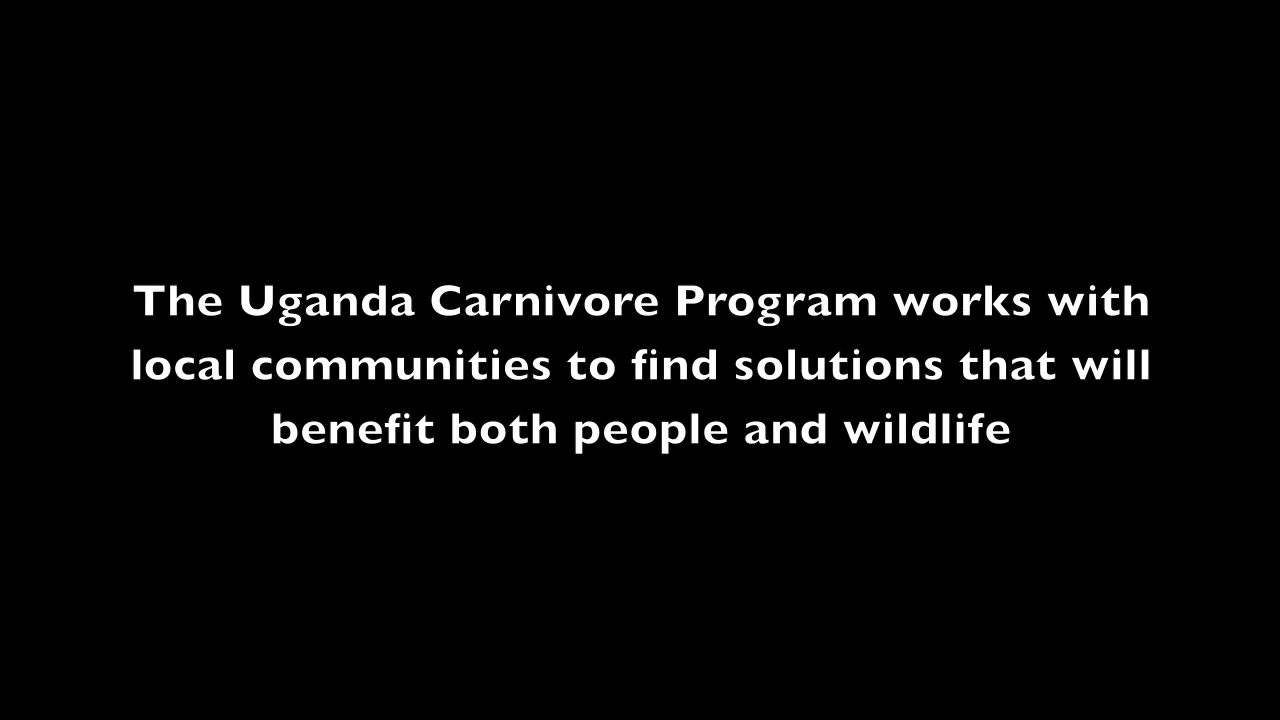 The Uganda Carnivore Program works with
local communities to find solutions that will
benefit both people and wildlife